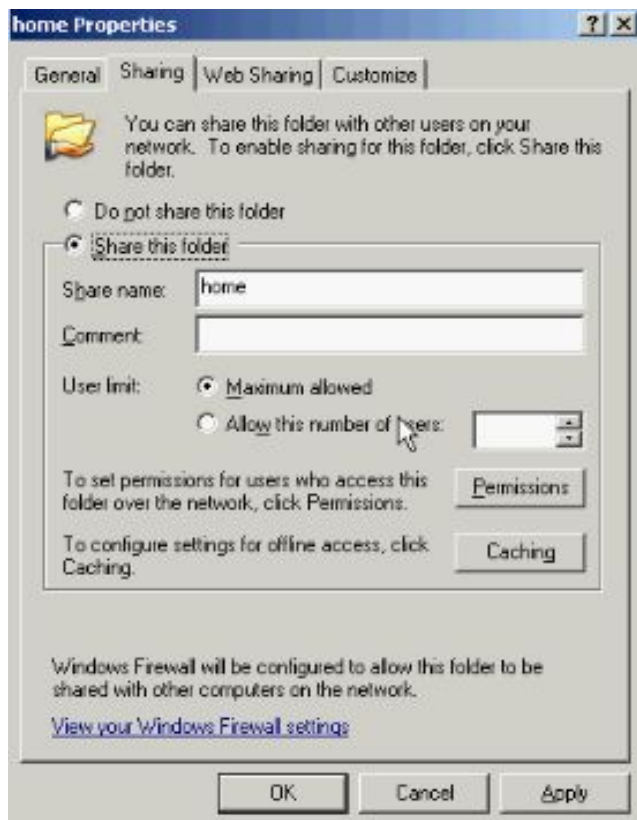 home Properties
General Sharing Web Sharing Customize
You can share this folder with other users on your
network. To enable sharing for this folder, click Share this
folder.
Do not share this folder
Share this folder
Share name: home
Comment:
User limit: Maximum allowed
Allow this number of users:
To set permissions for users who access this
folder over the network, click Permissions.
Permissions
To configure settings for offline access, click
Caching.
Caching
Windows Firewall will be configured to allow this folder to be
shared with other computers on the network.
View your Windows Firewall settings
OK Cancel Apply